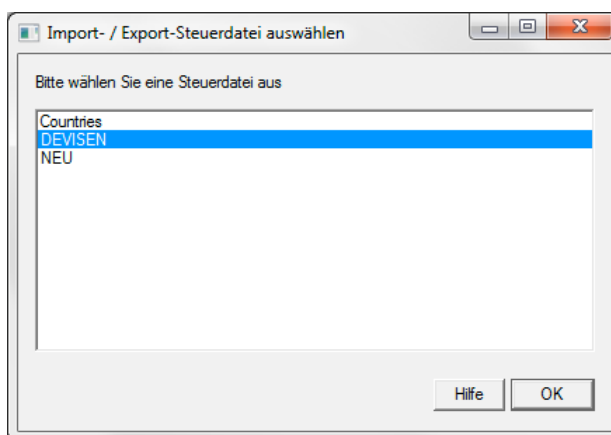 Import- / Export-Steuerdatei auswählen
Bitte wählen Sie eine Steuerdatei aus
Countries
DEVISEN
NEU
Hilfe
OK